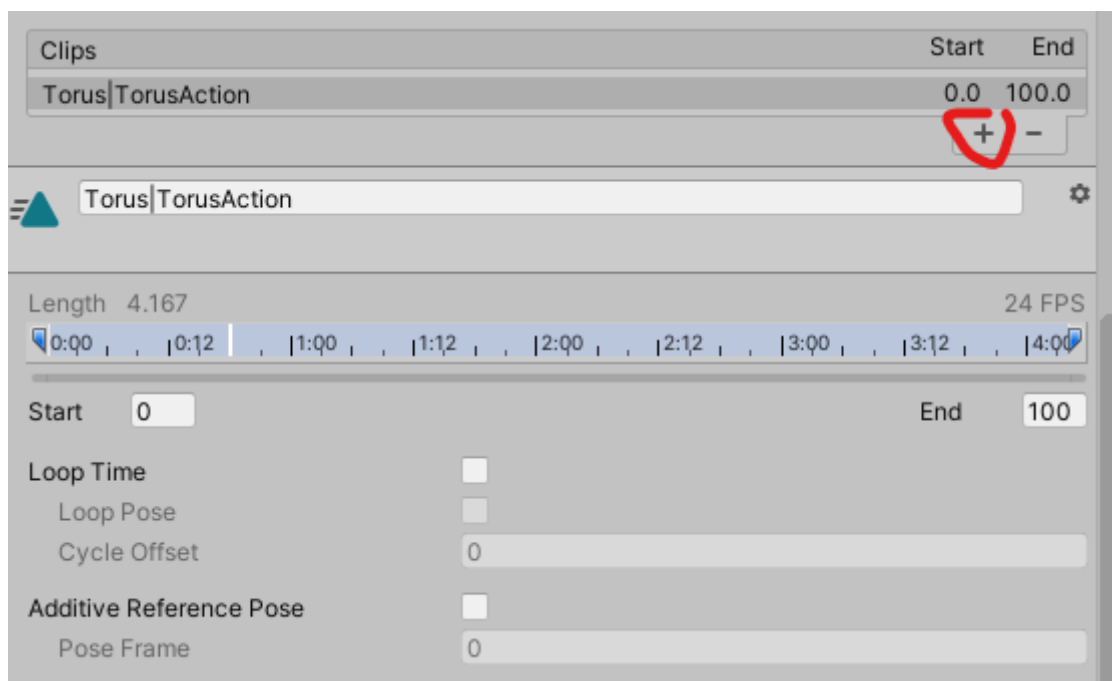 Clips Start End
Torus|TorusAction 0.0 100.0
+ −
Torus|TorusAction
Length 4.167 24 FPS
0:00 0:12 1:00 1:12 2:00 2:12 3:00 3:12 4:00
Start 0 End 100
Loop Time
Loop Pose
Cycle Offset 0
Additive Reference Pose
Pose Frame 0